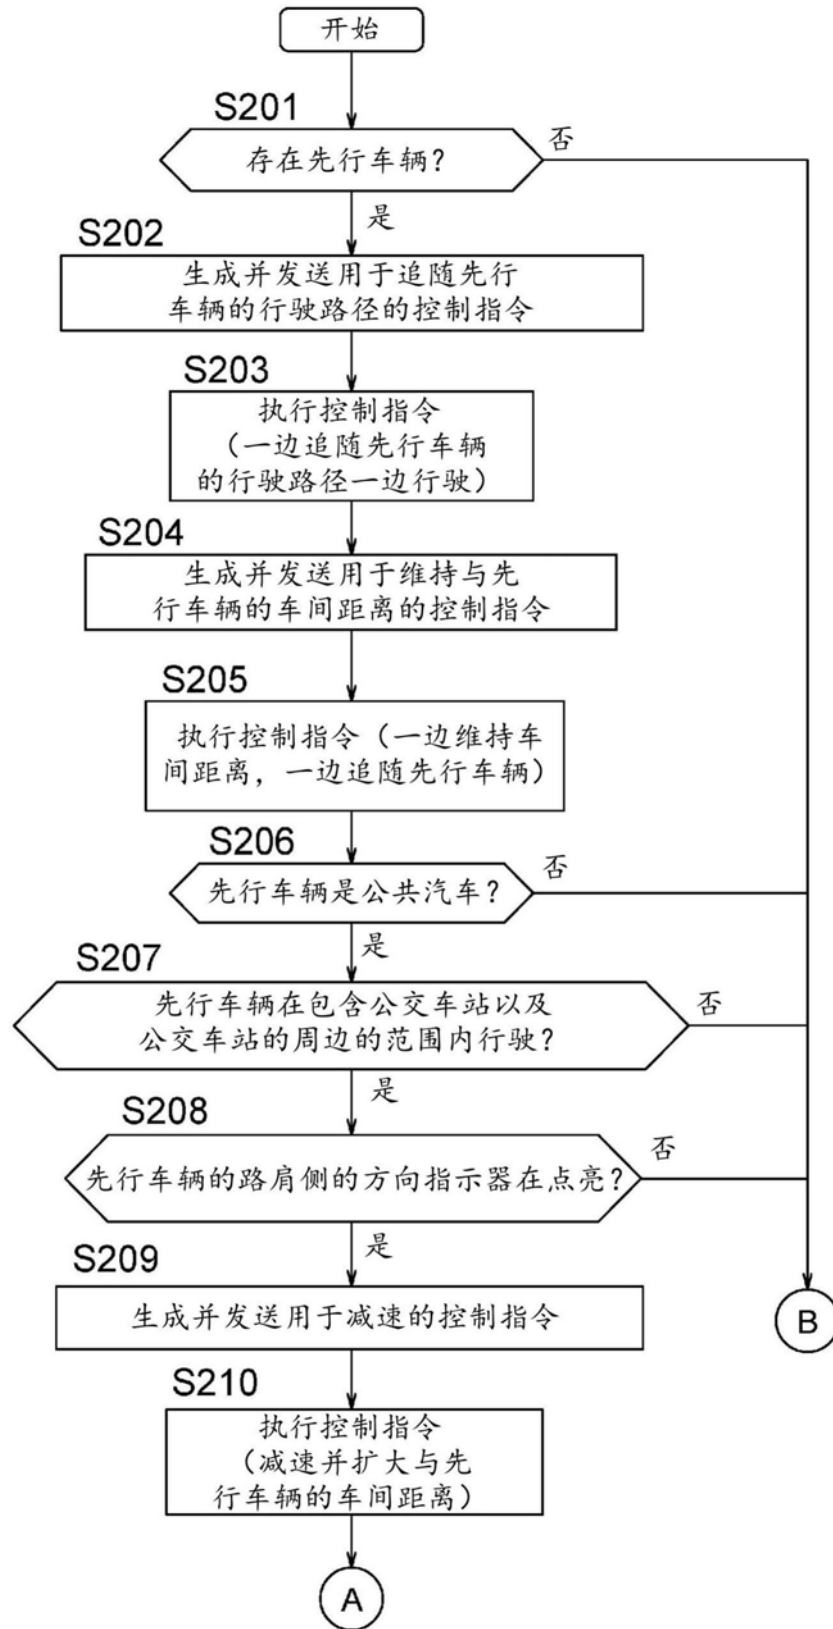 开始
S201
存在先行车辆?
否
是
S202
生成并发送用于追随先行
车辆的行驶路径的控制指令
S203
执行控制指令
（一边追随先行车辆
的行驶路径一边行驶）
S204
生成并发送用于维持与先
行车辆的车间距离的控制指令
S205
执行控制指令（一边维持车
间距离，一边追随先行车辆）
S206
先行车辆是公共汽车?
否
是
S207
先行车辆在包含公交车站以及
公交车站的周边的范围内行驶?
否
是
S208
先行车辆的路肩侧的方向指示器在点亮?
否
是
S209
生成并发送用于减速的控制指令
B
S210
执行控制指令
（减速并扩大与先
行车辆的车间距离）
A